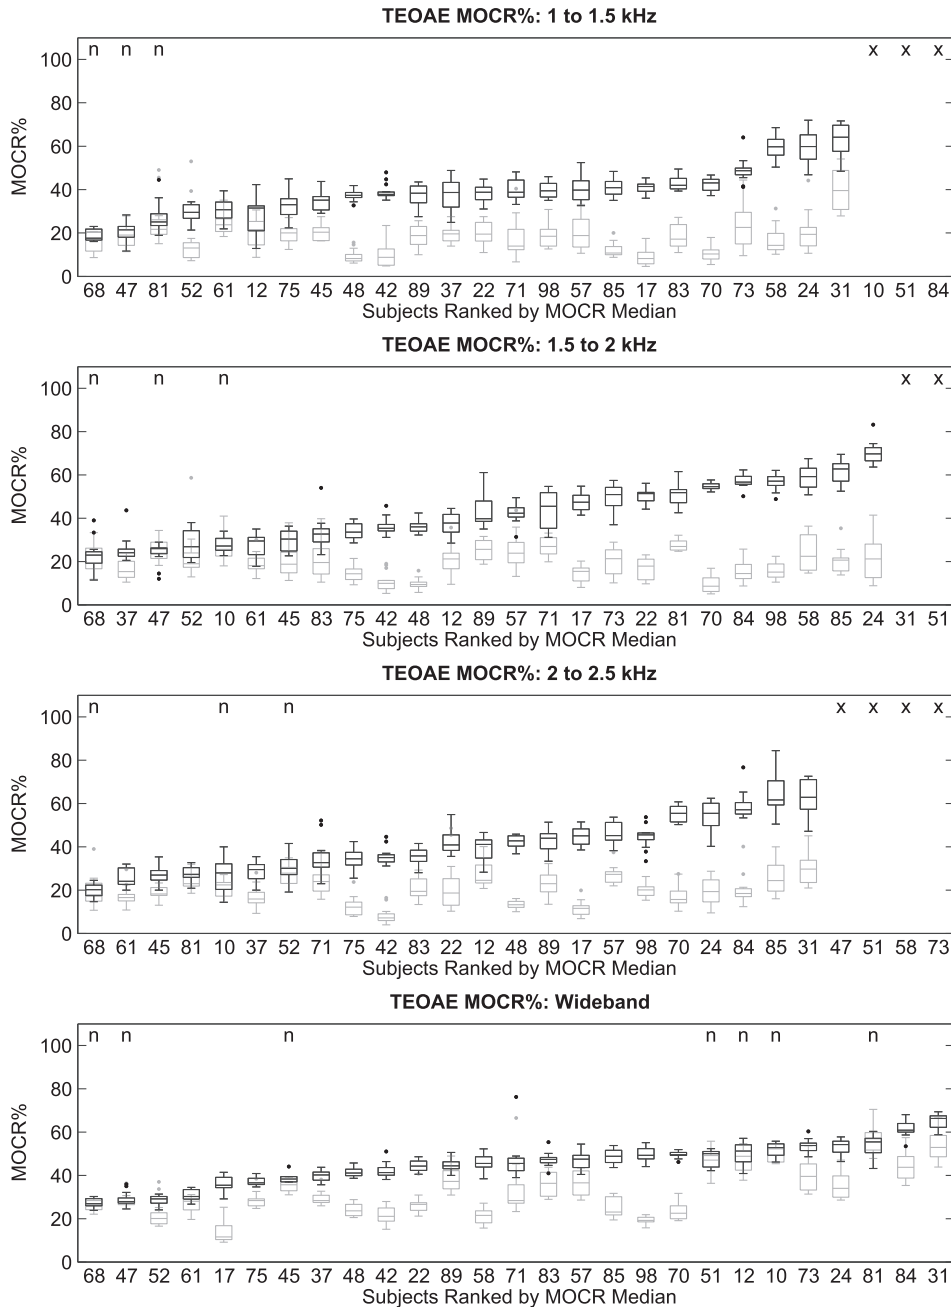 TEOAE MOCR%: 1 to 1.5 kHz
100
n n n x x x
80
60
MOCR%
40
20
0
68 47 81 52 61 12 75 45 48 42 89 37 22 71 98 57 85 17 83 70 73 58 24 31 10 51 84
Subjects Ranked by MOCR Median
TEOAE MOCR%: 1.5 to 2 kHz
100
n n n x x
80
60
MOCR%
40
20
0
68 37 47 52 10 61 45 83 75 42 48 12 89 57 71 17 73 22 81 70 84 98 58 85 24 31 51
Subjects Ranked by MOCR Median
TEOAE MOCR%: 2 to 2.5 kHz
100
n n n x x x x
80
60
MOCR%
40
20
0
68 61 45 81 10 37 52 71 75 42 83 22 12 48 89 17 57 98 70 24 84 85 31 47 51 58 73
Subjects Ranked by MOCR Median
TEOAE MOCR%: Wideband
100
n n n n n n n
80
60
MOCR%
40
20
0
68 47 52 61 17 75 45 37 48 42 22 89 58 71 83 57 85 98 70 51 12 10 73 24 81 84 31
Subjects Ranked by MOCR Median